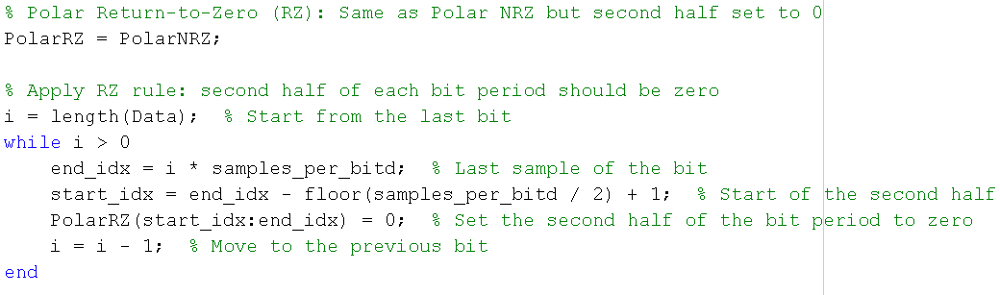 % Polar Return-to-Zero (RZ): Same as Polar NRZ but second half set to 0
PolarRZ = PolarNRZ;
% Apply RZ rule: second half of each bit period should be zero
i = length(Data);  % Start from the last bit
while i > 0
    end_idx = i * samples_per_bitd;  % Last sample of the bit
    start_idx = end_idx - floor(samples_per_bitd / 2) + 1;  % Start of the second half
    PolarRZ(start_idx:end_idx) = 0;  % Set the second half of the bit period to zero
    i = i - 1;  % Move to the previous bit
end